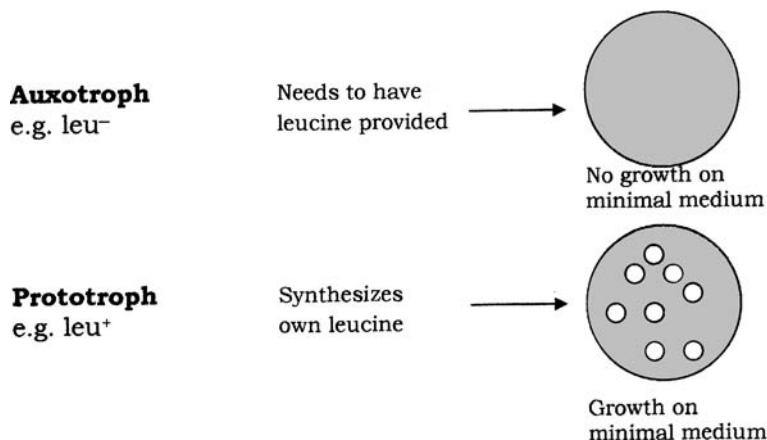 Auxotroph
e.g. leu⁻
Needs to have
leucine provided
No growth on
minimal medium
Prototroph
e.g. leu⁺
Synthesizes
own leucine
Growth on
minimal medium